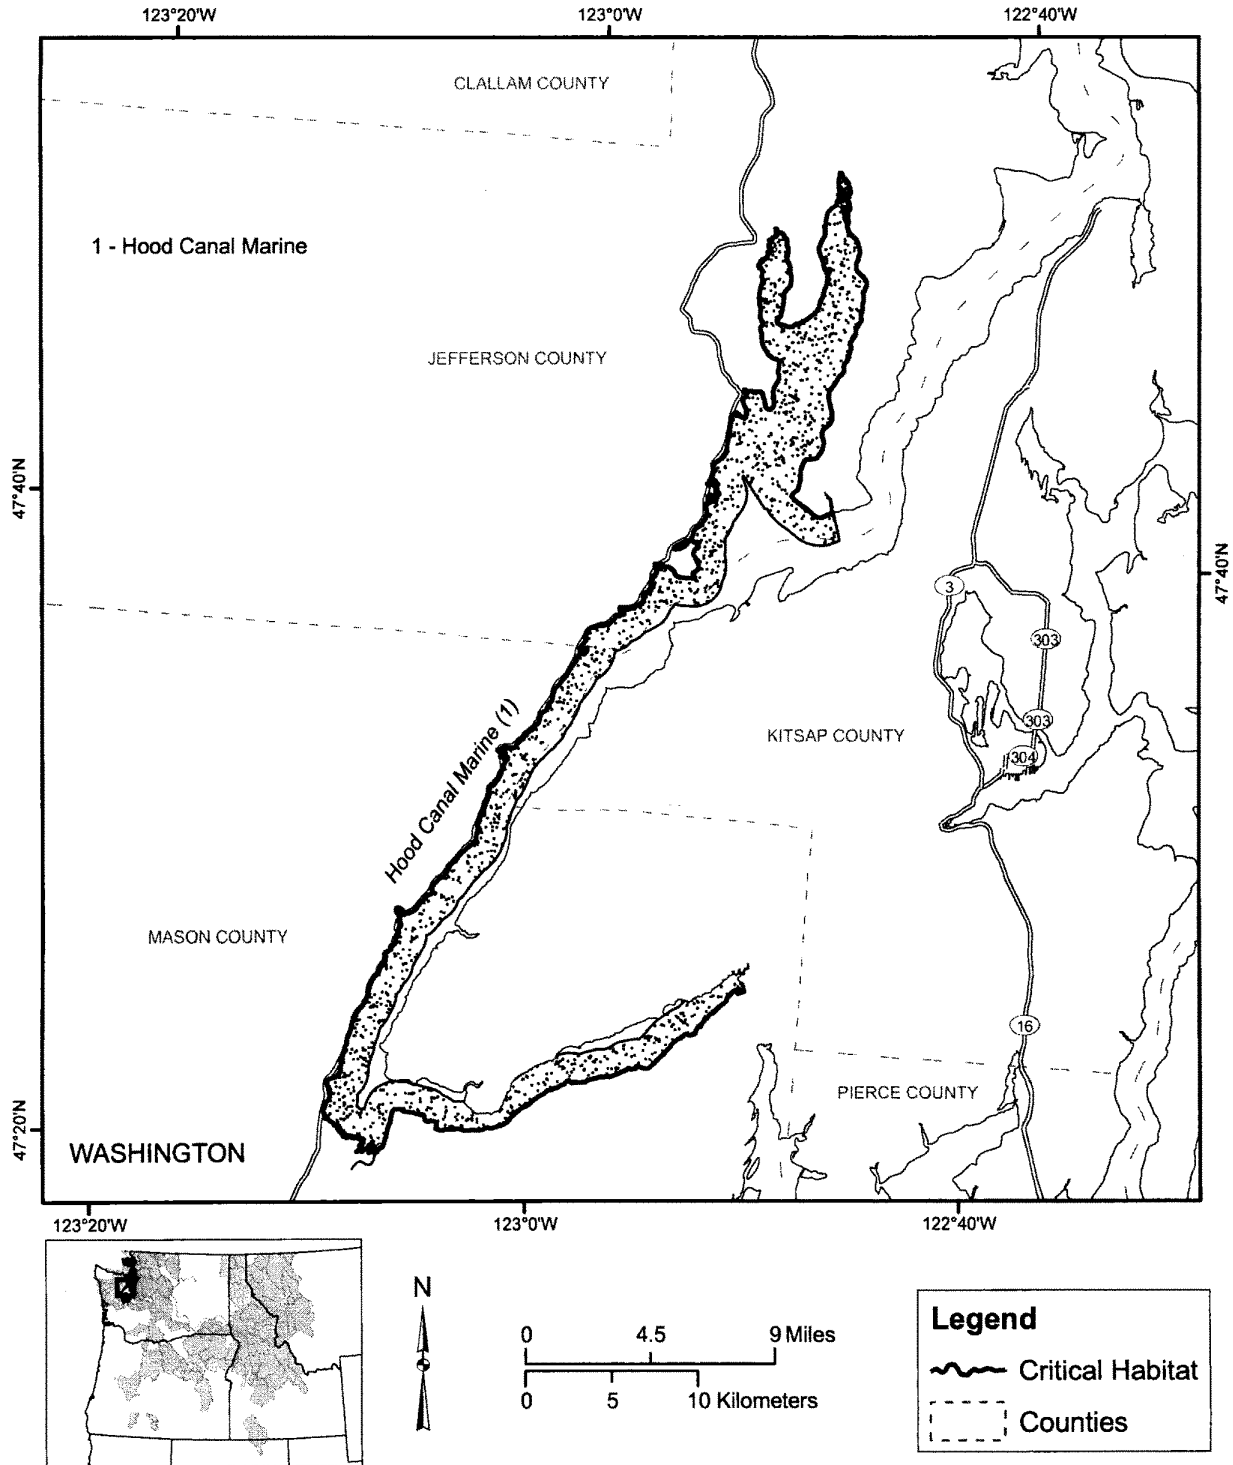 123°20'W
123°0'W
122°40'W
CLALLAM COUNTY
1 - Hood Canal Marine
JEFFERSON COUNTY
47°40'N
47°40'N
3
303
303
KITSAP COUNTY
304
Hood Canal Marine (1)
MASON COUNTY
16
PIERCE COUNTY
47°20'N
WASHINGTON
123°20'W
123°0'W
122°40'W
N
0 4.5 9 Miles
0 5 10 Kilometers
Legend
Critical Habitat
Counties